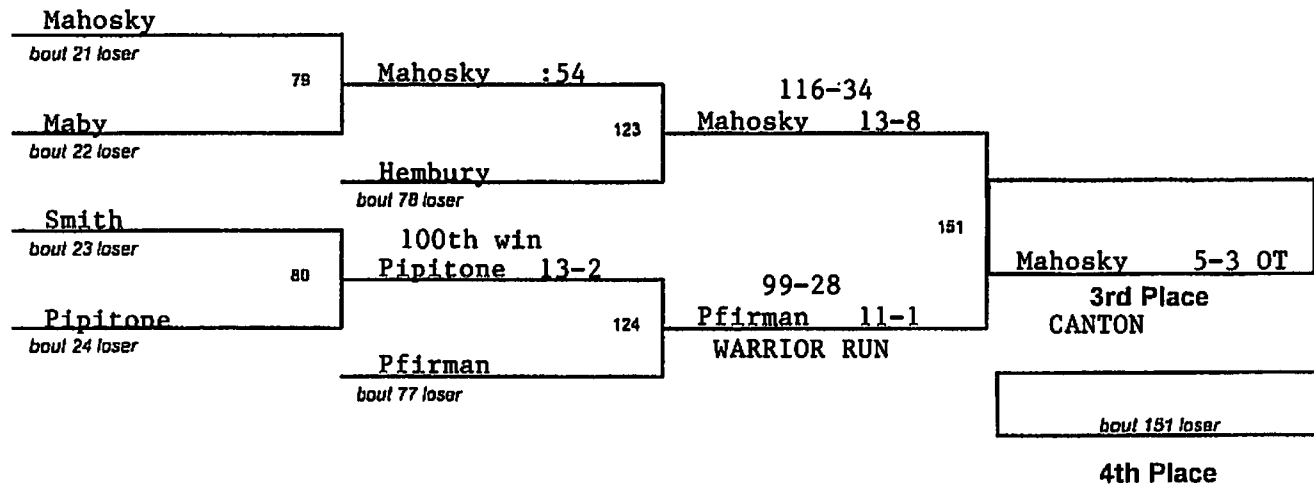 Mahosky
bout 21 loser
79
Mahosky :54
Maby
bout 22 loser
116-34
123
Mahosky 13-8
Hembury
bout 78 loser
Smith
bout 23 loser
151
100th win
80
Pipitone 13-2
Mahosky 5-3 OT
3rd Place
CANTON
99-28
Pipitone
bout 24 loser
124
Pfirman 11-1
WARRIOR RUN
Pfirman
bout 77 loser
bout 151 loser
4th Place